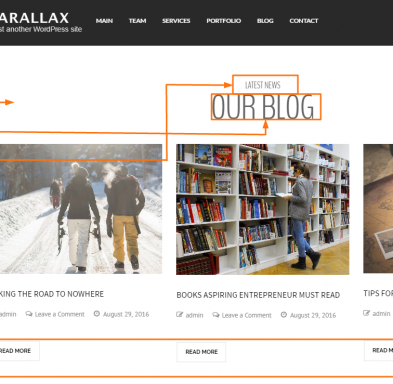 ARALLAX
st another WordPress site
MAIN TEAM SERVICES PORTFOLIO BLOG CONTACT
LATEST NEWS
OUR BLOG
KING THE ROAD TO NOWHERE
BOOKS ASPIRING ENTREPRENEUR MUST READ
TIPS FOR
admin Leave a Comment August 29, 2016
admin Leave a Comment August 29, 2016
admin
READ MORE
READ MORE
READ M